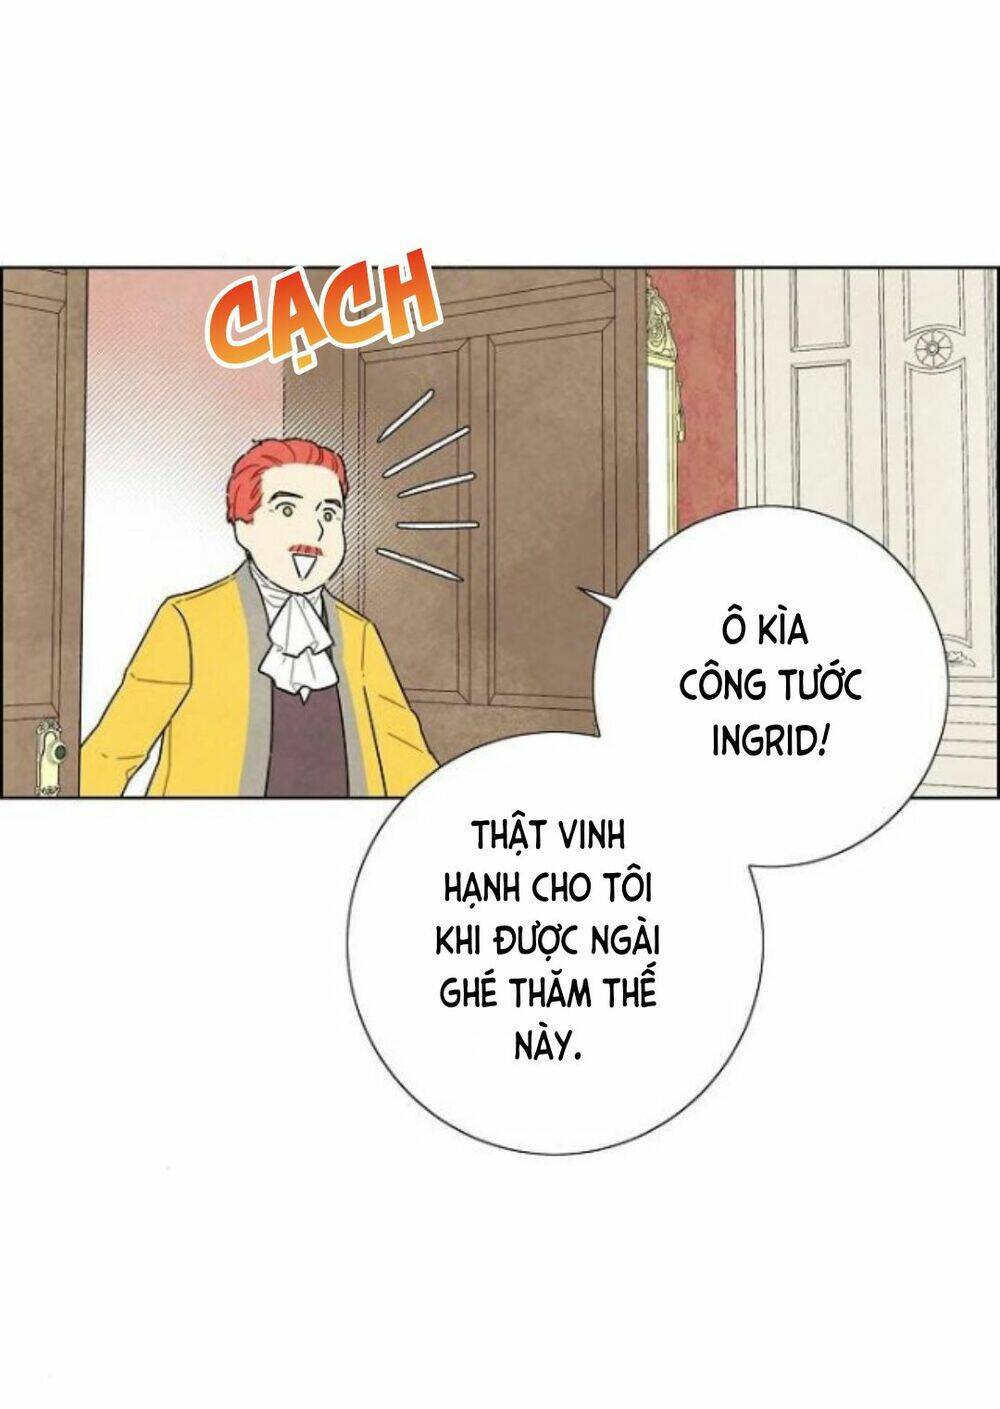 CẠCH
Ô KÌA
CÔNG TƯỚC
INGRID!
THẬT VINH
HẠNH CHO TÔI
KHI ĐƯỢC NGÀI
GHÉ THĂM THẾ
NÀY.